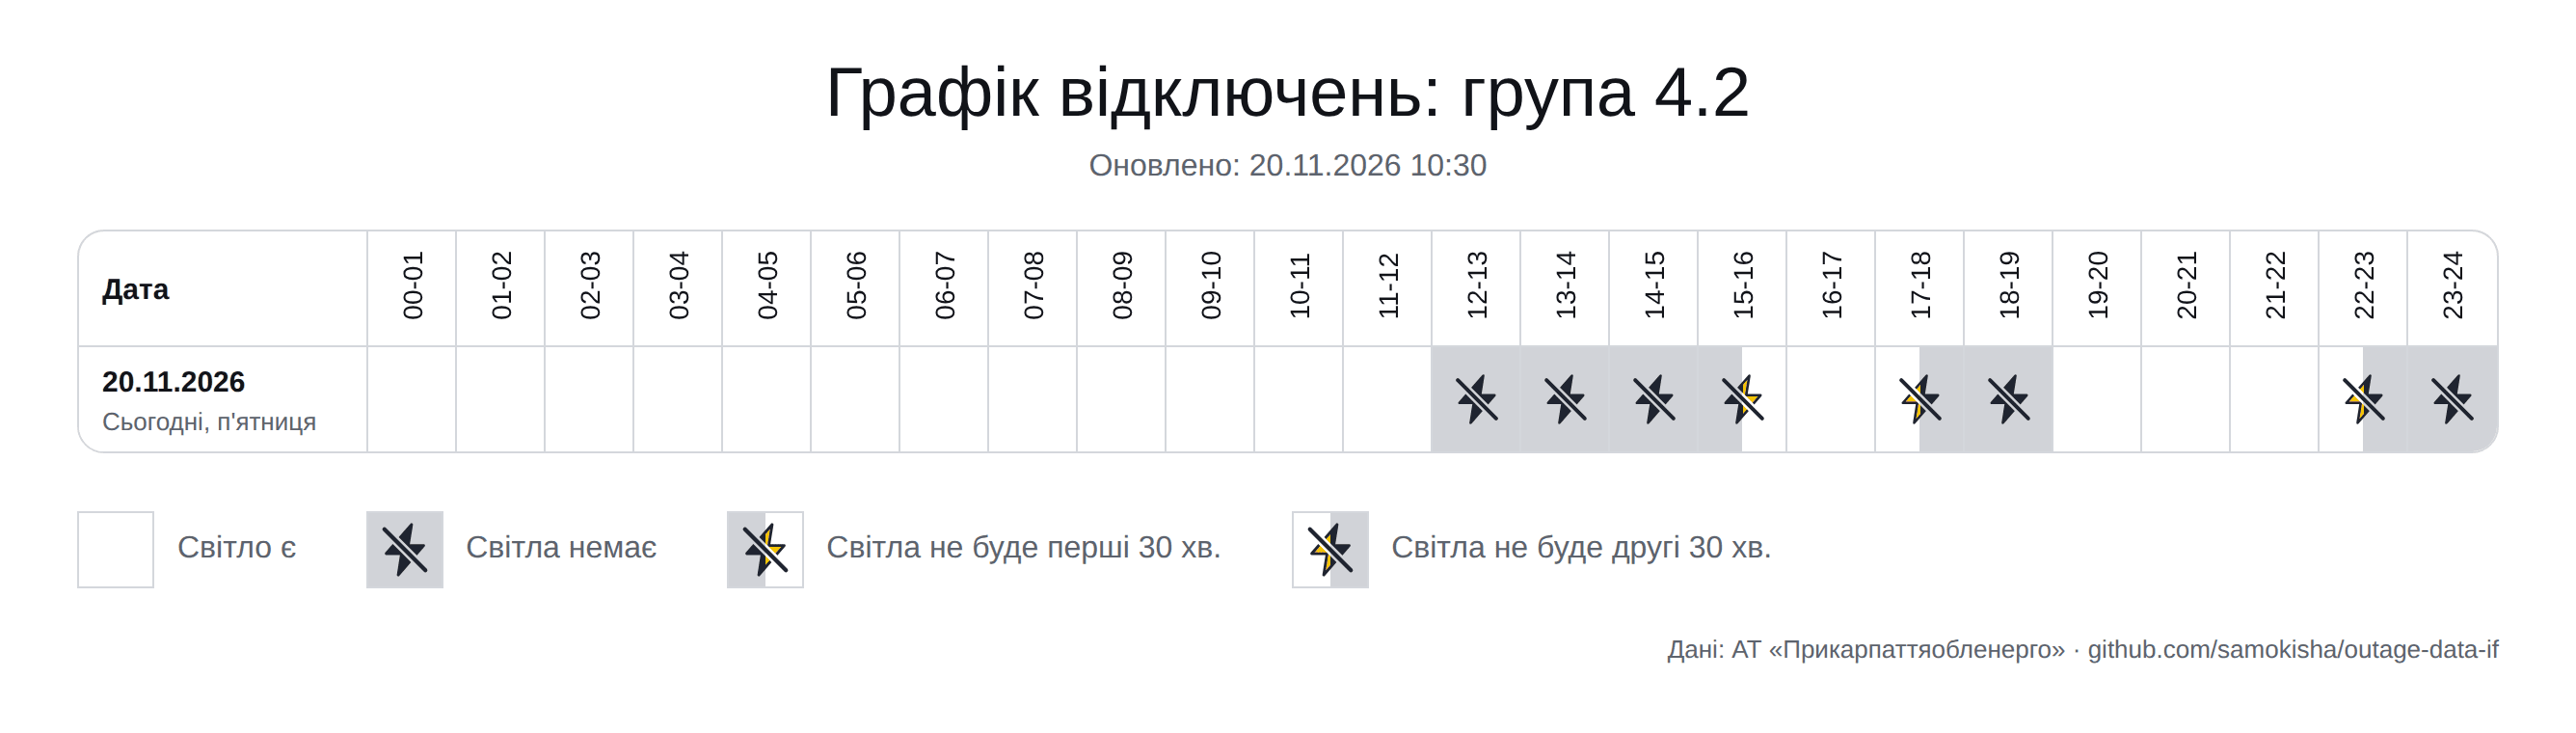 Графік відключень: група 4.2
Оновлено: 20.11.2026 10:30
Дата 00-01 01-02 02-03 03-04 04-05 05-06 06-07 07-08 08-09 09-10 10-11 11-12 12-13 13-14 14-15 15-16 16-17 17-18 18-19 19-20 20-21 21-22 22-23 23-24
20.11.2026
Сьогодні, п'ятниця
Світло є Світла немає Світла не буде перші 30 хв. Світла не буде другі 30 хв.
Дані: АТ «Прикарпаттяобленерго» · github.com/samokisha/outage-data-if